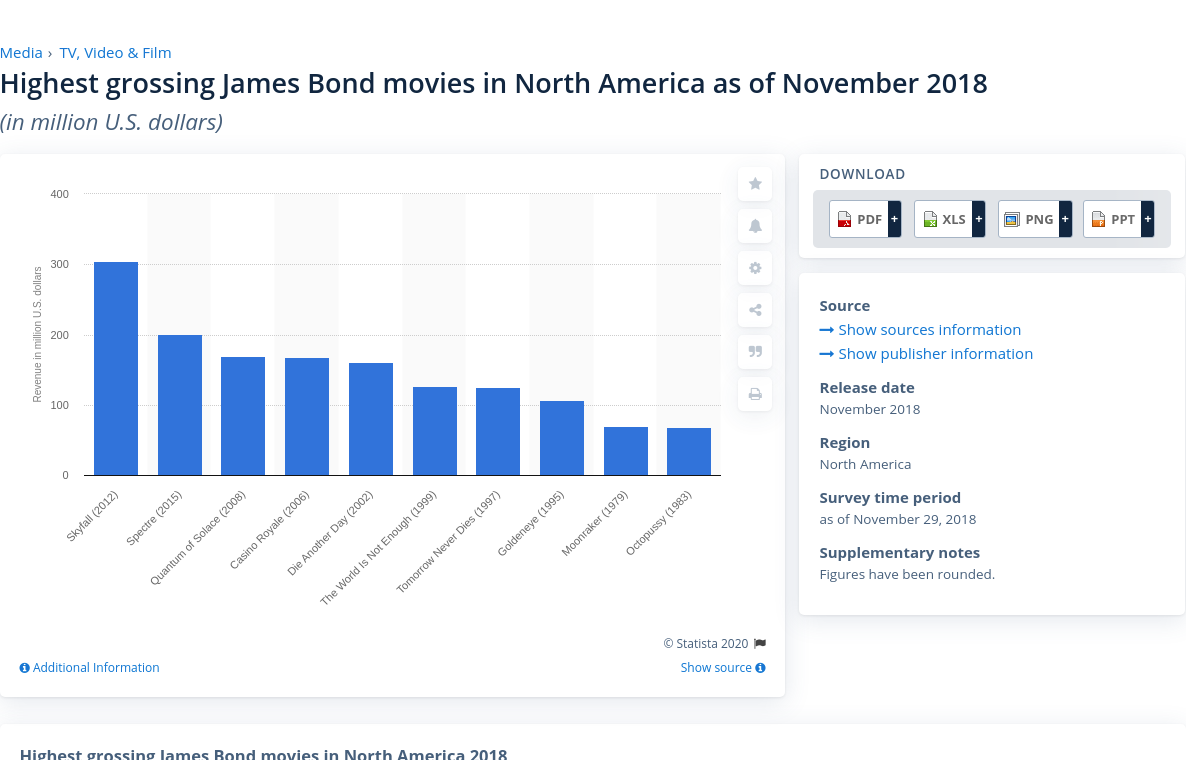 Media › TV, Video & Film
Highest grossing James Bond movies in North America as of November 2018
(in million U.S. dollars)
400
300
200
100
0
Revenue in million U.S. dollars
Skyfall (2012)
Spectre (2015)
Quantum of Solace (2008)
Casino Royale (2006)
Die Another Day (2002)
The World Is Not Enough (1999)
Tomorrow Never Dies (1997)
Goldeneye (1995)
Moonraker (1979)
Octopussy (1983)
© Statista 2020
Additional Information
Show source
DOWNLOAD
PDF + XLS + PNG + PPT +
Source
Show sources information
Show publisher information
Release date
November 2018
Region
North America
Survey time period
as of November 29, 2018
Supplementary notes
Figures have been rounded.
Highest grossing James Bond movies in North America 2018